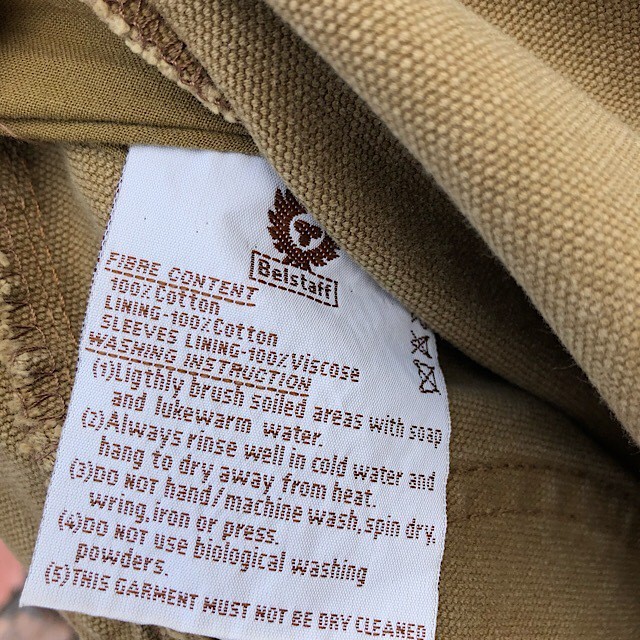 Belstaff
FIBRE CONTENT
100% Cotton
LINING-100% Cotton
SLEEVES LINING-100% Viscose
WASHING INSTRUCTION
(1)Ligthly brush soiled areas with soap
and lukewarm water.
(2)Always rinse well in cold water and
hang to dry away from heat.
(3)DO NOT hand/machine wash,spin dry,
wring,iron or press.
(4)DO NOT use biological washing
powders.
(5)THIS GARMENT MUST NOT BE DRY CLEANED